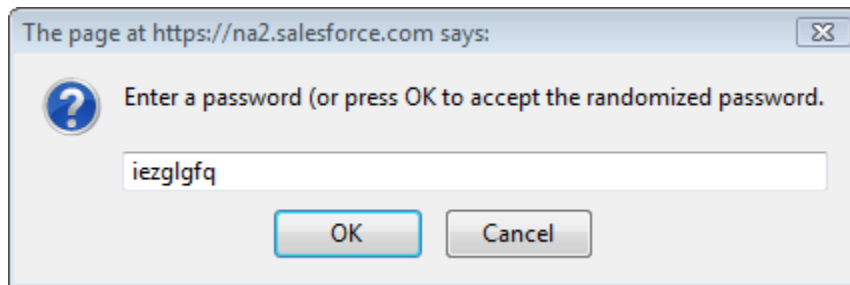 The page at https://na2.salesforce.com says:
Enter a password (or press OK to accept the randomized password.
iezglgfq
OK
Cancel